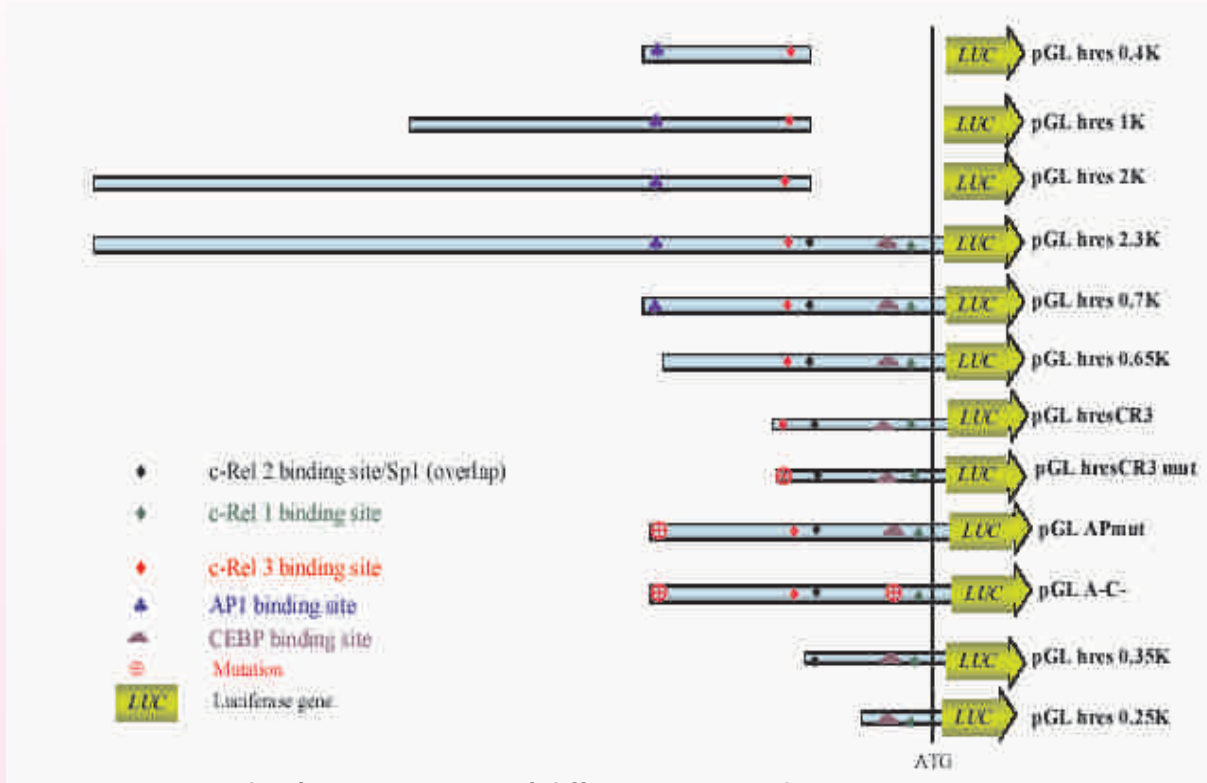 LUC pGL hres 0.4K
LUC pGL hres 1K
LUC pGL hres 2K
LUC pGL hres 2.3K
LUC pGL hres 0.7K
LUC pGL hres 0.65K
LUC pGL hresCR3
LUC pGL hresCR3 mut
LUC pGL APmut
LUC pGL A-C-
LUC pGL hres 0.35K
LUC pGL hres 0.25K
ATG
c-Rel 2 binding site/Sp1 (overlap)
c-Rel 1 binding site
c-Rel 3 binding site
AP1 binding site
CEBP binding site
Mutation
LUC Luciferase gene